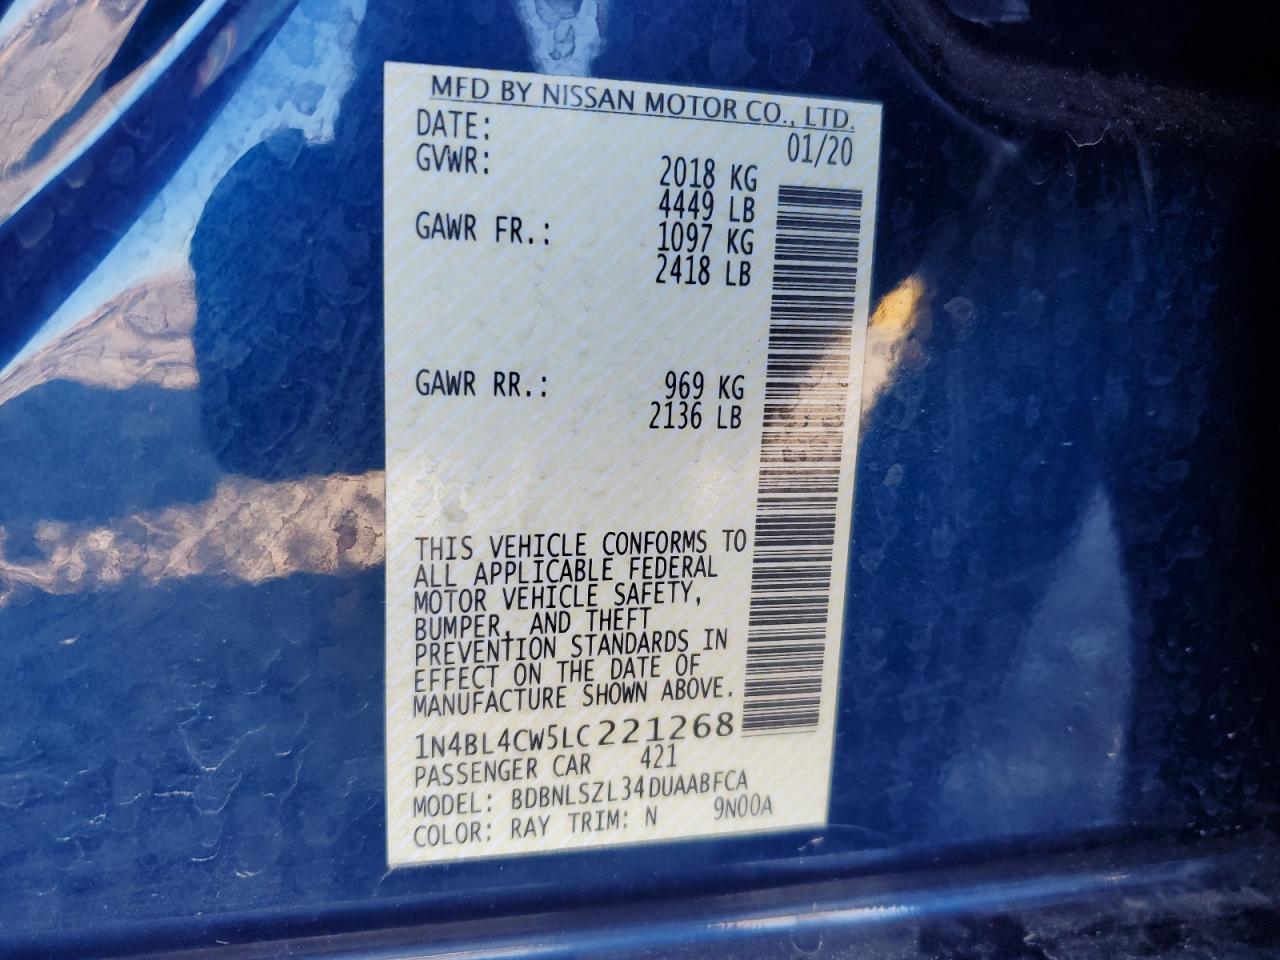 MFD BY NISSAN MOTOR CO., LTD.
DATE: 01/20
GVWR: 2018 KG
4449 LB
GAWR FR.: 1097 KG
2418 LB
GAWR RR.: 969 KG
2136 LB
THIS VEHICLE CONFORMS TO
ALL APPLICABLE FEDERAL
MOTOR VEHICLE SAFETY,
BUMPER, AND THEFT
PREVENTION STANDARDS IN
EFFECT ON THE DATE OF
MANUFACTURE SHOWN ABOVE.
1N4BL4CW5LC221268
PASSENGER CAR 421
MODEL: BDBNLSZL34DUAABFCA
COLOR: RAY TRIM: N 9N00A